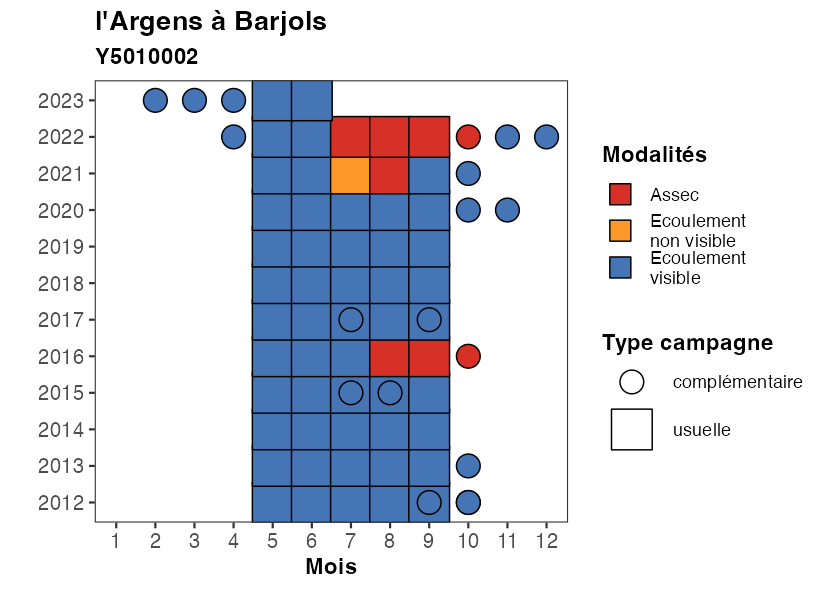 l'Argens à Barjols
Y5010002
2023
2022
2021
2020
2019
2018
2017
2016
2015
2014
2013
2012
1 2 3 4 5 6 7 8 9 10 11 12
Mois
Modalités
Assec
Ecoulement
non visible
Ecoulement
visible
Type campagne
complémentaire
usuelle